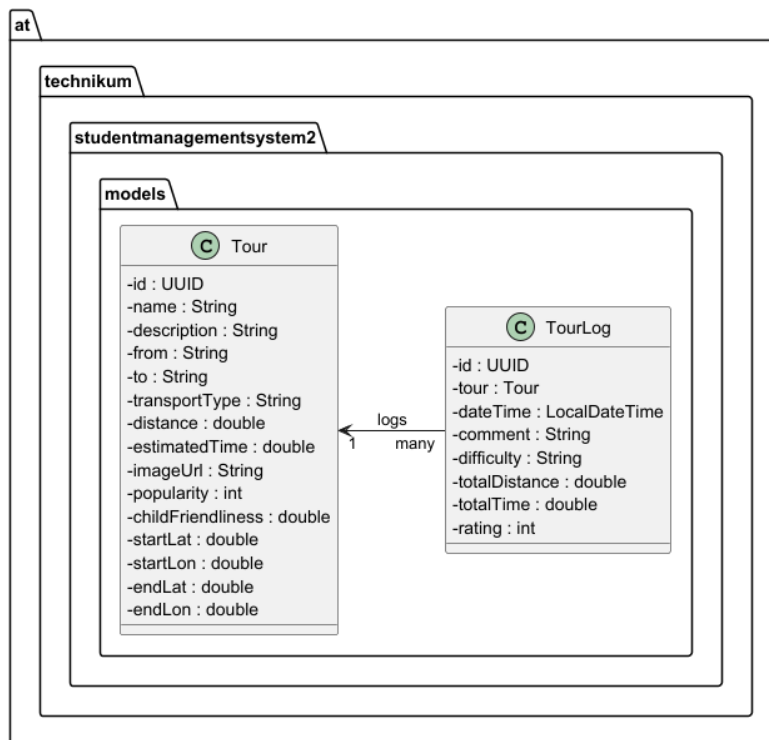 at
technikum
studentmanagementsystem2
models
C Tour
-id : UUID
-name : String
-description : String
-from : String
-to : String
-transportType : String
-distance : double
-estimatedTime : double
-imageUrl : String
-popularity : int
-childFriendliness : double
-startLat : double
-startLon : double
-endLat : double
-endLon : double
logs
1 many
C TourLog
-id : UUID
-tour : Tour
-dateTime : LocalDateTime
-comment : String
-difficulty : String
-totalDistance : double
-totalTime : double
-rating : int